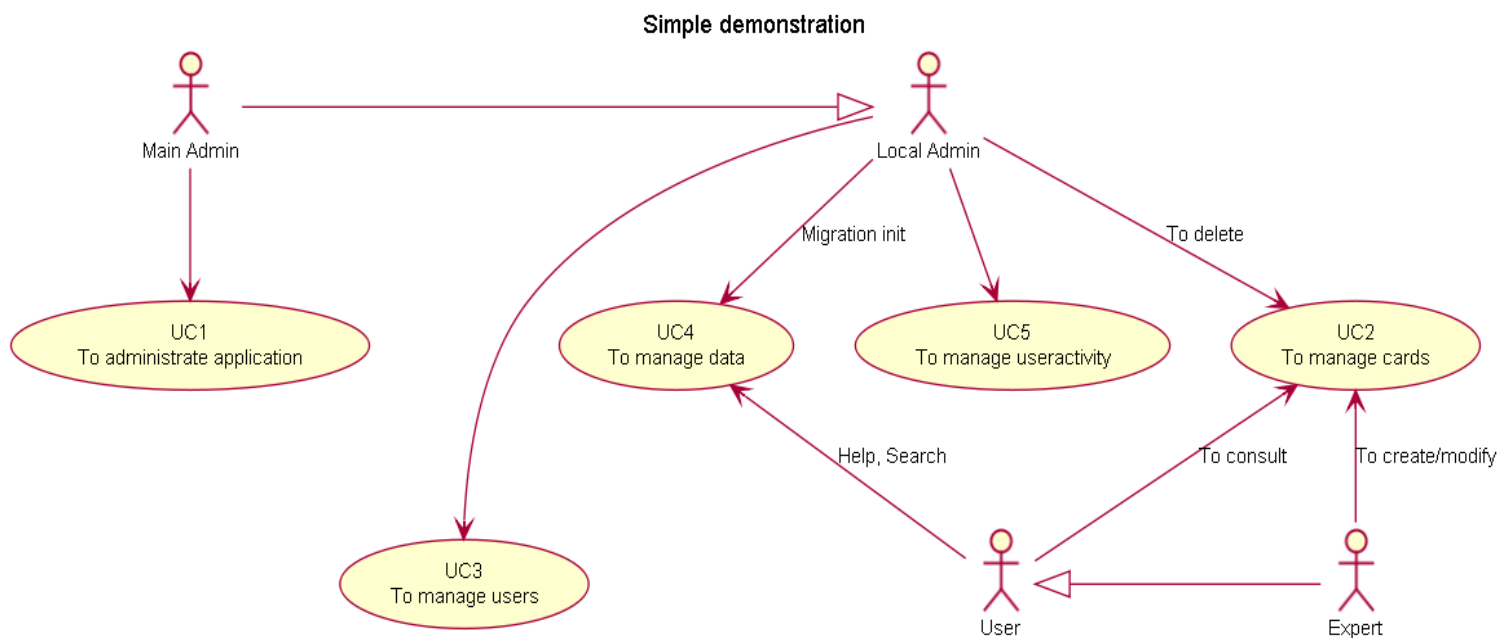 Simple demonstration
Main Admin
Local Admin
Migration init
To delete
UC1
To administrate application
UC4
To manage data
UC5
To manage useractivity
UC2
To manage cards
Help, Search
To consult
To create/modify
UC3
To manage users
User
Expert